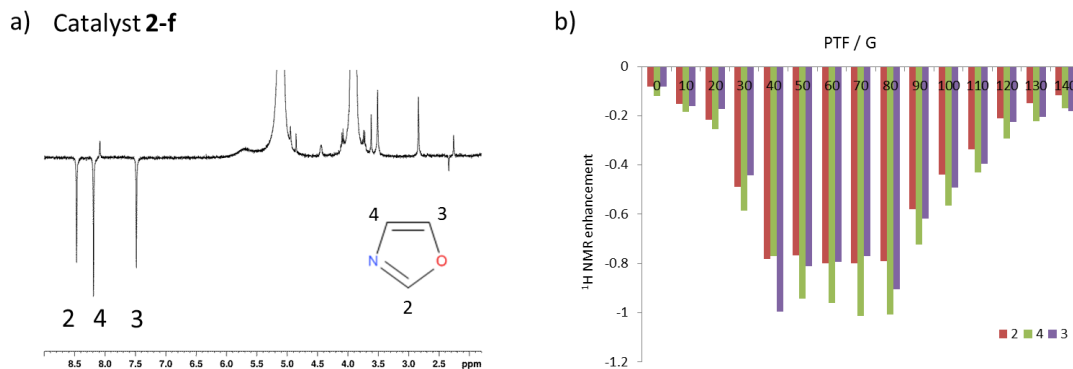 a) Catalyst 2-f
4 3
N O
2
2 4 3
8.5 8.0 7.5 7.0 6.5 6.0 5.5 5.0 4.5 4.0 3.5 3.0 2.5 ppm
b)
PTF / G
0 10 20 30 40 50 60 70 80 90 100 110 120 130 140
0
-0.2
-0.4
-0.6
-0.8
-1
-1.2
¹H NMR enhancement
2 4 3